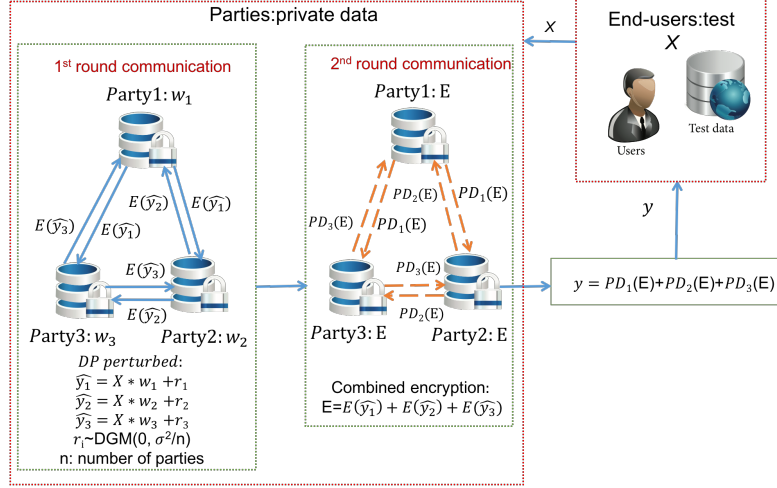 Parties:private data
1st round communication
Party1: w₁
E(ŷ₃)
E(ŷ₁)
E(ŷ₂)
E(ŷ₁)
E(ŷ₃)
E(ŷ₂)
Party3: w₃
Party2: w₂
DP perturbed:
ŷ₁ = X * w₁ +r₁
ŷ₂ = X * w₂ +r₂
ŷ₃ = X * w₃ +r₃
rᵢ~DGM(0, σ²/n)
n: number of parties
2nd round communication
Party1: E
PD₃(E)
PD₁(E)
PD₂(E)
PD₁(E)
PD₃(E)
PD₂(E)
Party3: E
Party2: E
Combined encryption:
E=E(ŷ₁) + E(ŷ₂) + E(ŷ₃)
X
End-users:test
X
Users
Test data
y
y = PD₁(E)+PD₂(E)+PD₃(E)